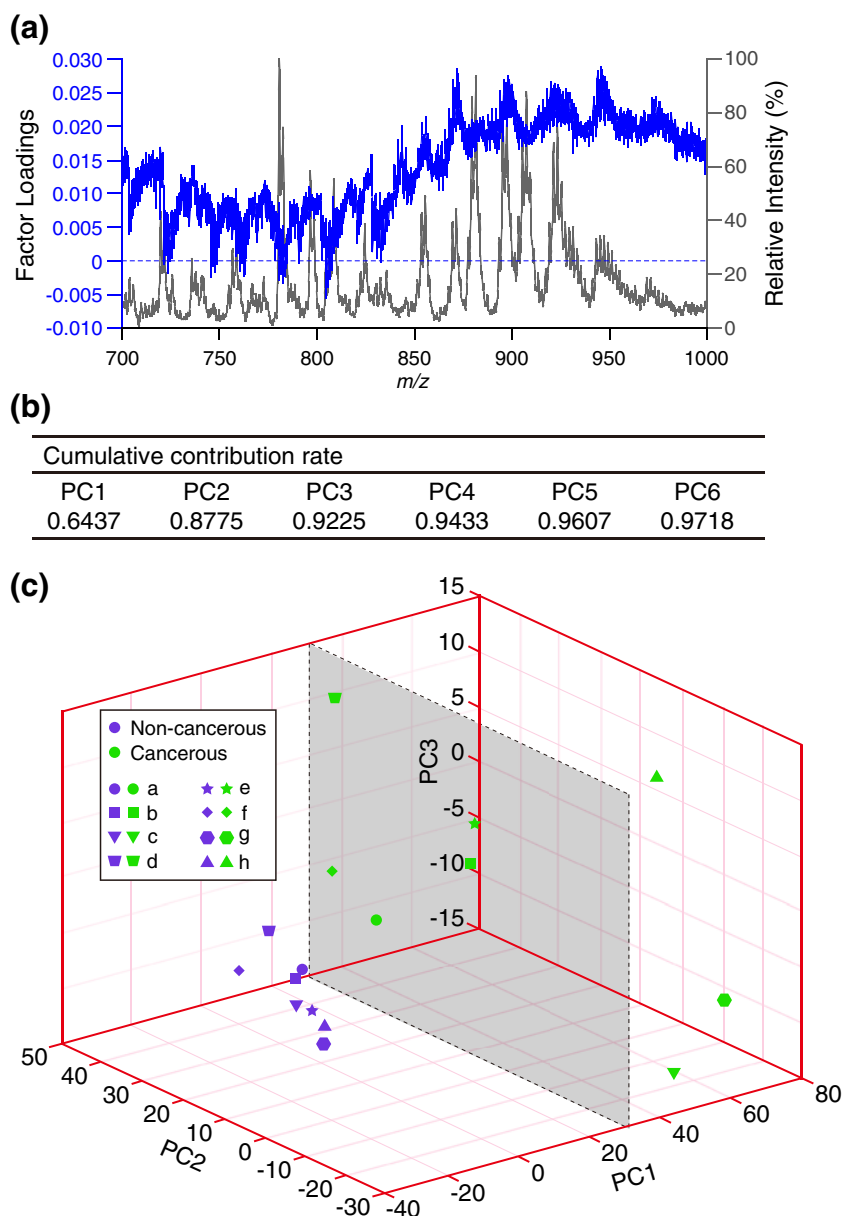 (a)
0.030
0.025
0.020
0.015
0.010
0.005
0
-0.005
-0.010
Factor Loadings
100
80
60
40
20
0
Relative Intensity (%)
700 750 800 850 900 950 1000
m/z
(b)
Cumulative contribution rate
PC1 PC2 PC3 PC4 PC5 PC6
0.6437 0.8775 0.9225 0.9433 0.9607 0.9718
(c)
15
10
5
0
-5
-10
-15
PC3
Non-cancerous
Cancerous
a e
b f
c g
d h
50
40
30
20
10
0
-10
-20
-30
PC2
-40
-20
0
20
40
60
80
PC1